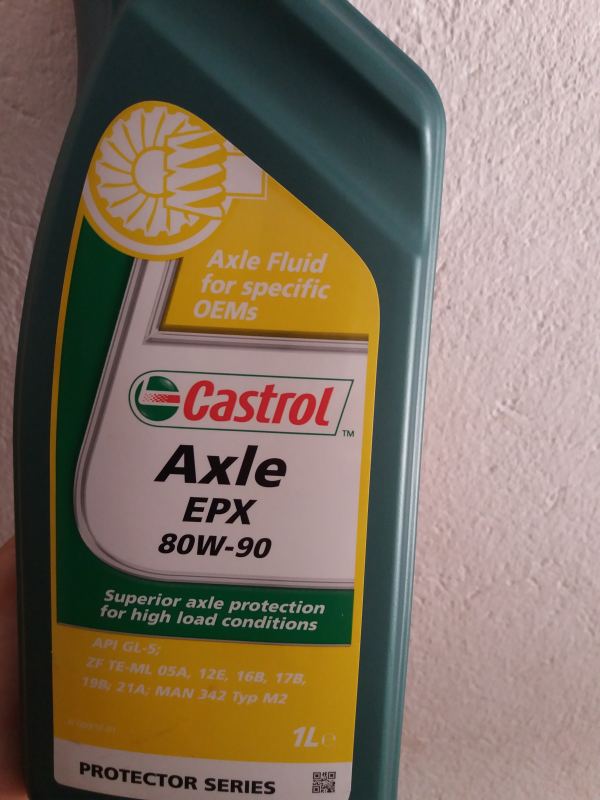 Axle Fluid
for specific
OEMs
Castrol
TM
Axle
EPX
80W-90
Superior axle protection
for high load conditions
API GL-5;
ZF TE-ML 05A, 12E, 16B, 17B,
19B, 21A; MAN 342 Typ M2
1L e
PROTECTOR SERIES